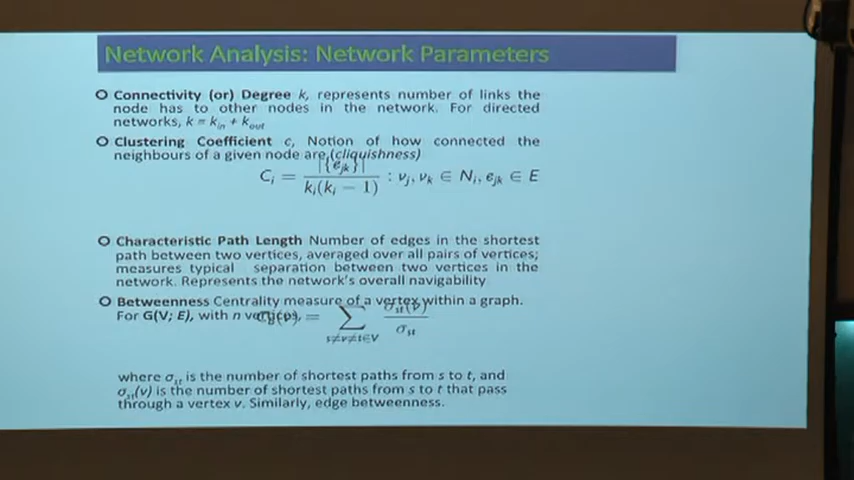 Network Analysis: Network Parameters
Connectivity (or) Degree k, represents number of links the
node has to other nodes in the network. For directed
networks, k = k_in + k_out
Clustering Coefficient c, Notion of how connected the
neighbours of a given node are (cliquishness)
C_i = |{e_jk}| / k_i(k_i − 1) : ν_j, ν_k ∈ N_i, e_jk ∈ E
Characteristic Path Length Number of edges in the shortest
path between two vertices, averaged over all pairs of vertices;
measures typical separation between two vertices in the
network. Represents the network's overall navigability
Betweenness Centrality measure of a vertex within a graph.
For G(V; E), with n vertices,
C_B(ν) = ∑_{s≠ν≠t∈V} σ_st(ν) / σ_st
where σ_st is the number of shortest paths from s to t, and
σ_st(v) is the number of shortest paths from s to t that pass
through a vertex v. Similarly, edge betweenness.